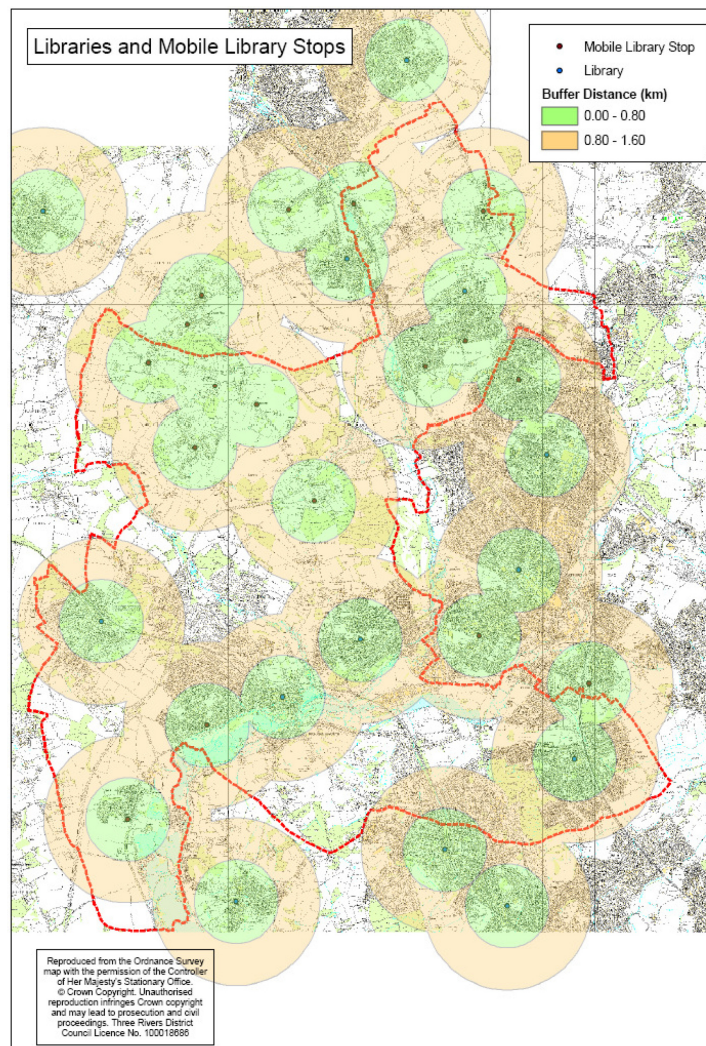 Libraries and Mobile Library Stops
Mobile Library Stop
Library
Buffer Distance (km)
0.00 - 0.80
0.80 - 1.60
Reproduced from the Ordnance Survey
map with the permission of the Controller
of Her Majesty's Stationary Office.
© Crown Copyright. Unauthorised
reproduction infringes Crown copyright
and may lead to prosecution and civil
proceedings. Three Rivers District
Council Licence No. 100018686